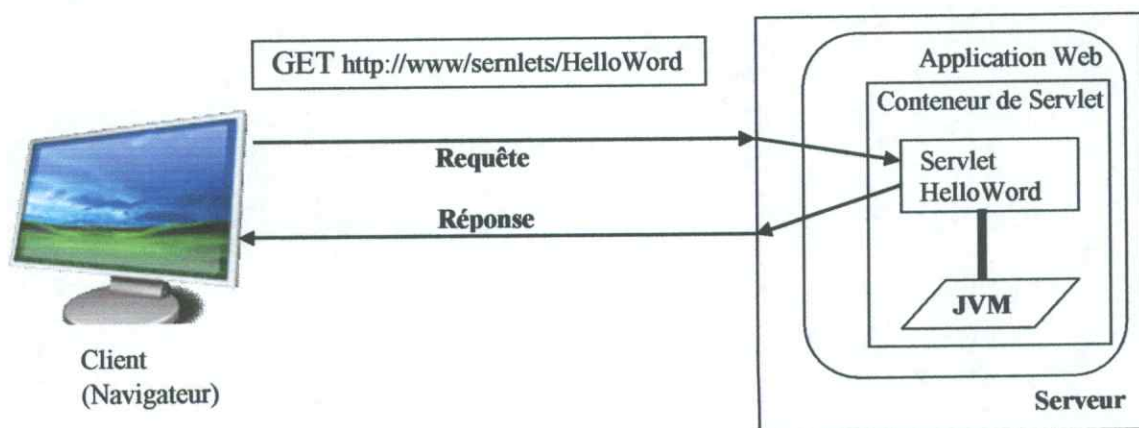 GET http://www/sernlets/HelloWord
Application Web
Conteneur de Servlet
Requête
Servlet
HelloWord
Réponse
JVM
Client
(Navigateur)
Serveur